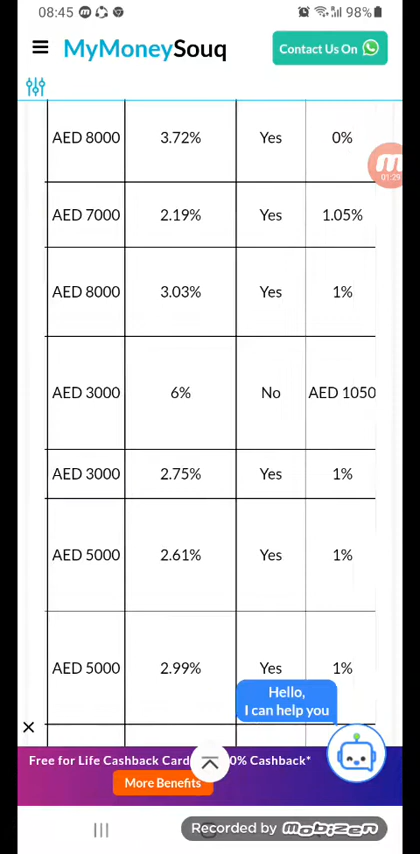 08:45
98%
MyMoneySouq
Contact Us On
AED 8000 3.72% Yes 0%
01:29
AED 7000 2.19% Yes 1.05%
AED 8000 3.03% Yes 1%
AED 3000 6% No AED 1050
AED 3000 2.75% Yes 1%
AED 5000 2.61% Yes 1%
AED 5000 2.99% Yes 1%
Hello,
I can help you
Free for Life Cashback Card 0% Cashback*
More Benefits
Recorded by mobizen